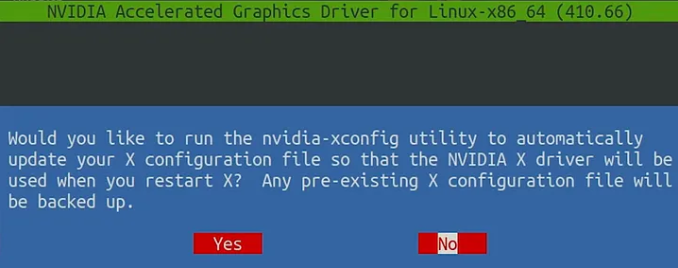 NVIDIA Accelerated Graphics Driver for Linux-x86_64 (410.66)
Would you like to run the nvidia-xconfig utility to automatically
update your X configuration file so that the NVIDIA X driver will be
used when you restart X?  Any pre-existing X configuration file will
be backed up.
Yes No